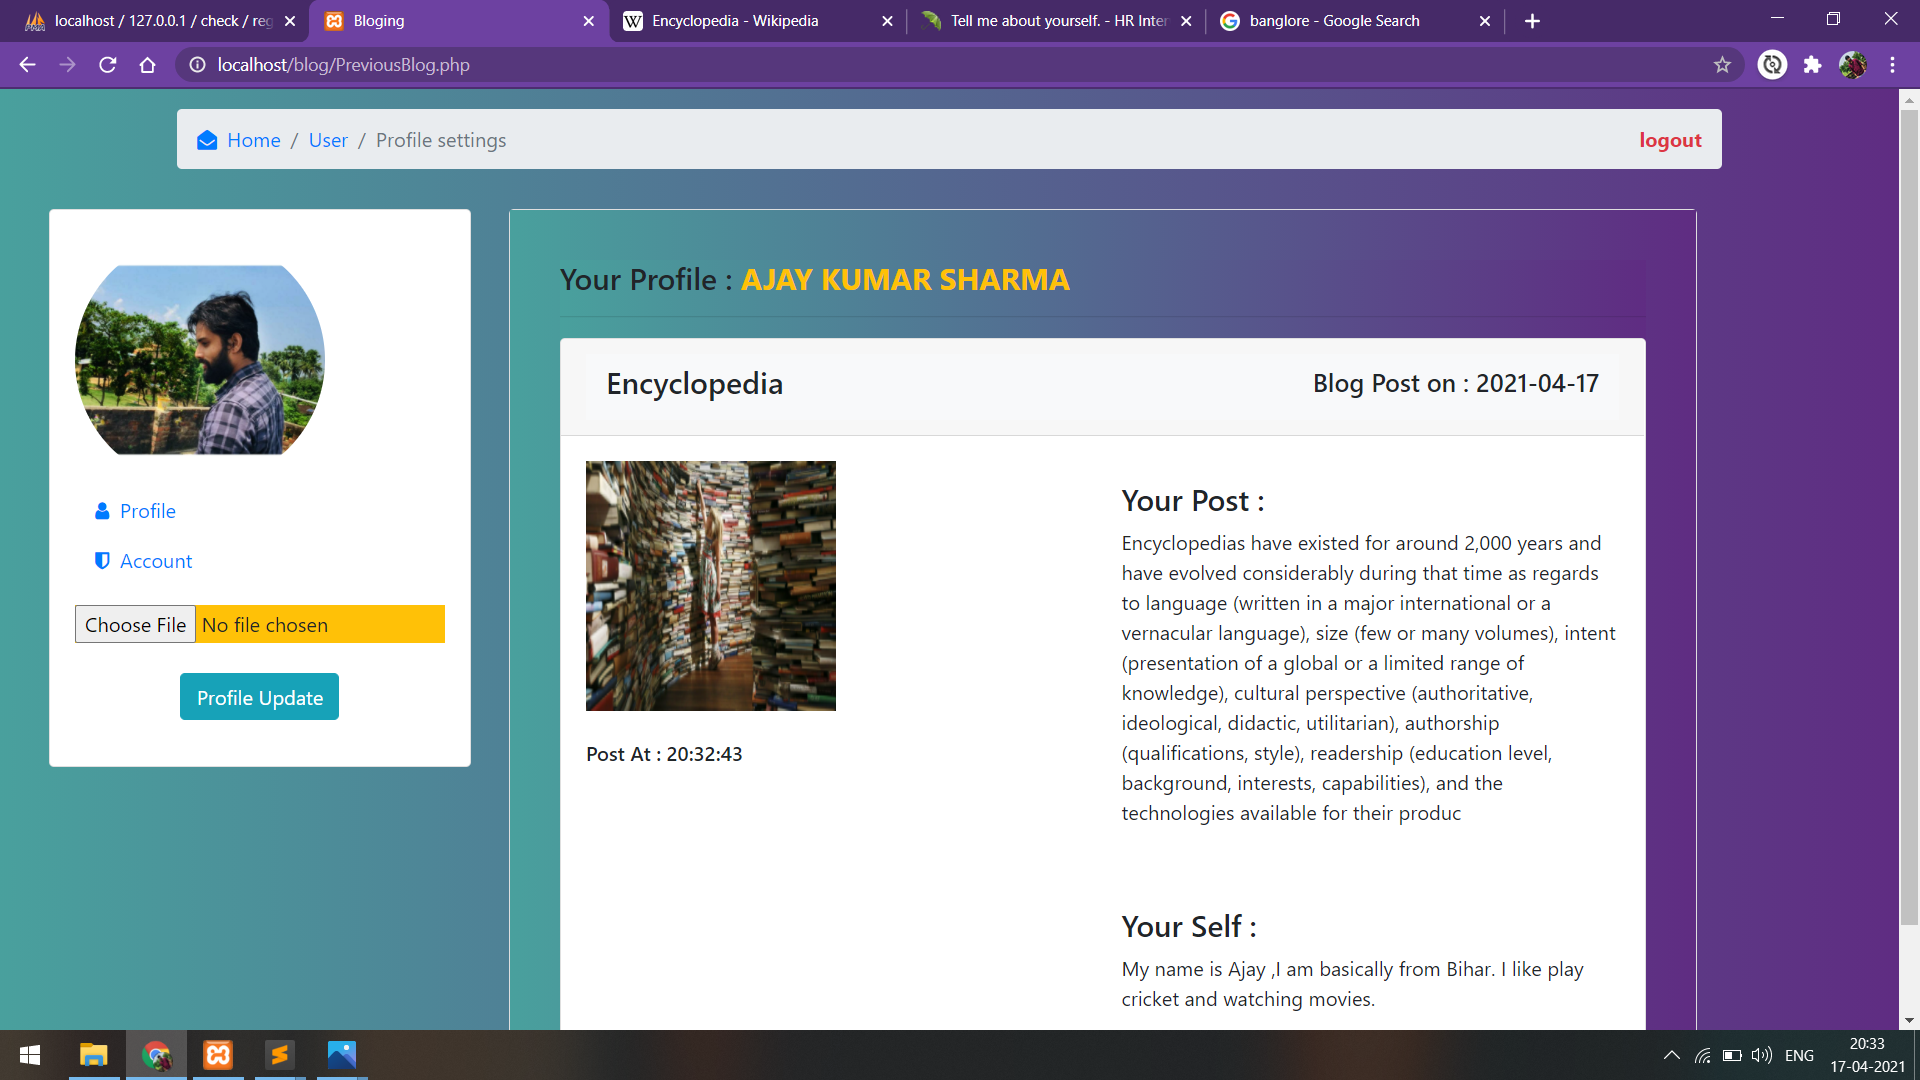 localhost / 127.0.0.1 / check / reg
Bloging
Encyclopedia - Wikipedia
Tell me about yourself. - HR Inter
banglore - Google Search
localhost/blog/PreviousBlog.php
Home / User / Profile settings
logout
Your Profile : AJAY KUMAR SHARMA
Profile
Account
Choose File No file chosen
Profile Update
Encyclopedia
Blog Post on : 2021-04-17
Post At : 20:32:43
Your Post :
Encyclopedias have existed for around 2,000 years and
have evolved considerably during that time as regards
to language (written in a major international or a
vernacular language), size (few or many volumes), intent
(presentation of a global or a limited range of
knowledge), cultural perspective (authoritative,
ideological, didactic, utilitarian), authorship
(qualifications, style), readership (education level,
background, interests, capabilities), and the
technologies available for their produc
Your Self :
My name is Ajay ,I am basically from Bihar. I like play
cricket and watching movies.
ENG
20:33
17-04-2021